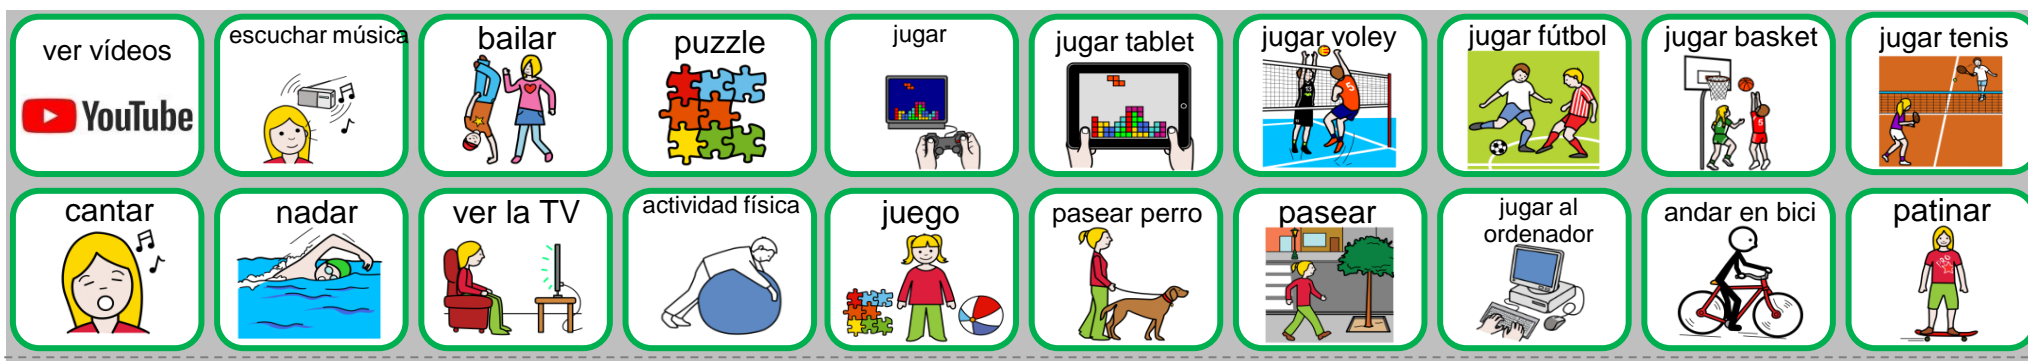 ver vídeos
YouTube
escuchar música
bailar
puzzle
jugar
jugar tablet
jugar voley
jugar fútbol
jugar basket
jugar tenis
cantar
nadar
ver la TV
actividad física
juego
pasear perro
pasear
jugar al
ordenador
andar en bici
patinar